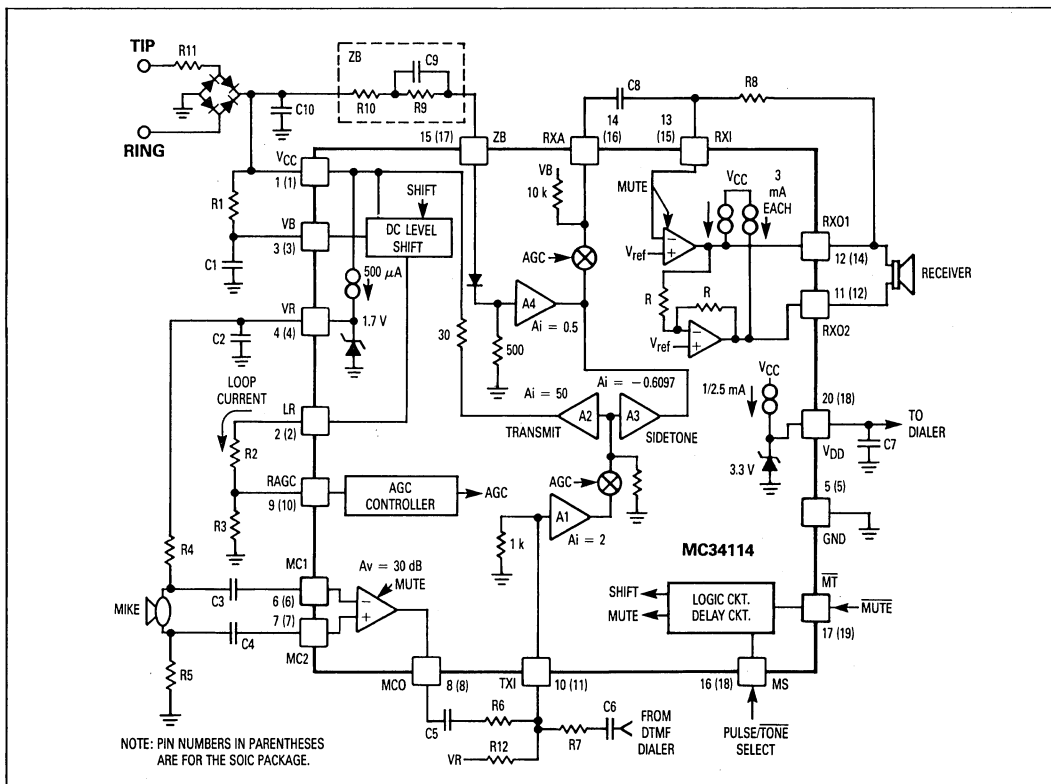 TIP
R11
RING
C10
ZB
R10
C9
R9
15 (17)
ZB
C8
R8
14
(16)
RXA
13
(15)
RXI
VCC
1 (1)
R1
VB
3 (3)
C1
SHIFT
DC LEVEL
SHIFT
500 μA
1.7 V
VR
4 (4)
C2
LOOP
CURRENT
LR
2 (2)
R2
RAGC
9 (10)
R3
AGC
CONTROLLER
AGC
R4
MC1
6 (6)
C3
MIKE
7 (7)
MC2
C4
R5
Av = 30 dB
MUTE
MCO
8 (8)
C5
R6
R12
VR
TXI
10 (11)
R7
C6
FROM
DTMF
DIALER
1 k
A1
Ai = 2
AGC
30
Ai = 50
A2
TRANSMIT
Ai = −0.6097
A3
SIDETONE
500
A4
Ai = 0.5
AGC
VB
10 k
MUTE
Vref
VCC
3
mA
EACH
R
R
Vref
RXO1
12 (14)
RECEIVER
11 (12)
RXO2
VCC
1/2.5 mA
3.3 V
20 (18)
VDD
TO
DIALER
C7
5 (5)
GND
MC34114
SHIFT
MUTE
LOGIC CKT.
DELAY CKT.
M̅T̅
M̅U̅T̅E̅
17 (19)
16 (18)
MS
PULSE/T̅O̅N̅E̅
SELECT
NOTE: PIN NUMBERS IN PARENTHESES
ARE FOR THE SOIC PACKAGE.